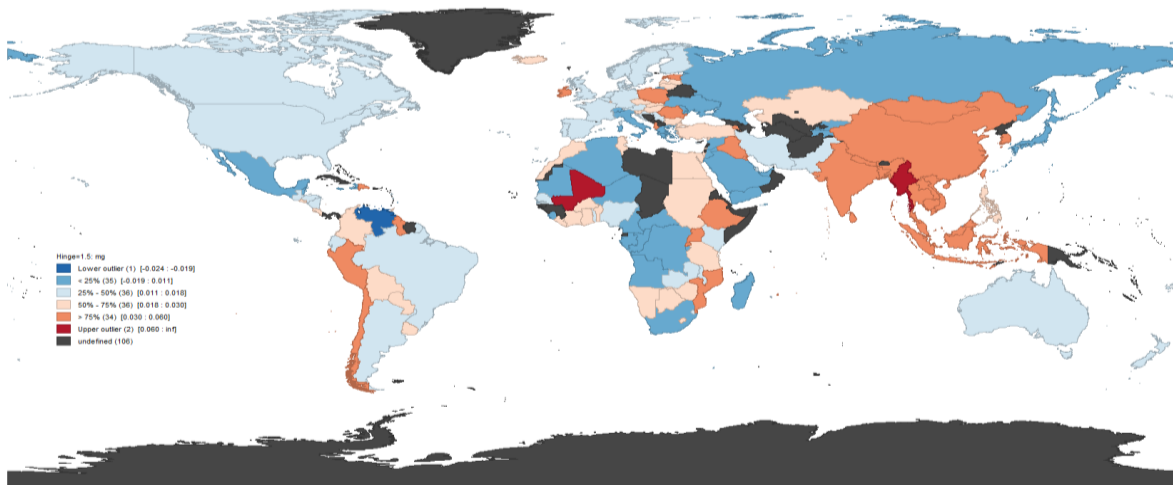 Hinge=1.5: mg
Lower outlier (1) [-0.024 : -0.019]
< 25% (35) [-0.019 : 0.011]
25% - 50% (36) [0.011 : 0.018]
50% - 75% (36) [0.018 : 0.030]
> 75% (34) [0.030 : 0.060]
Upper outlier (2) [0.060 : inf]
undefined (106)